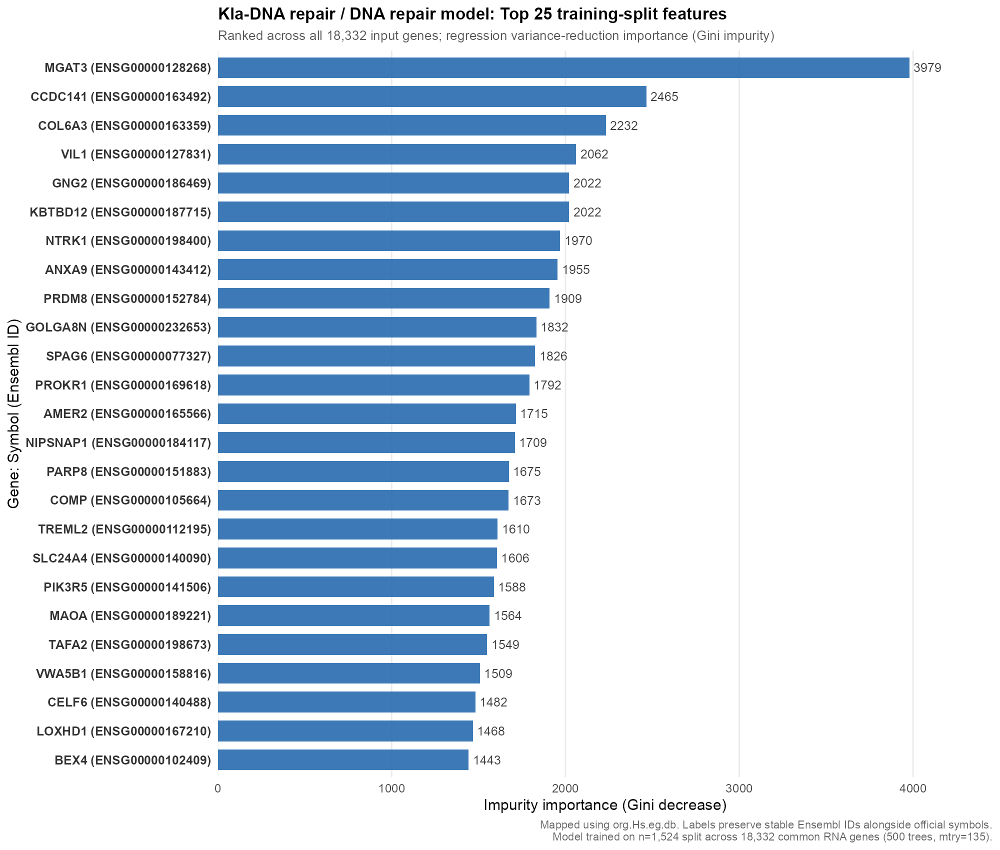 Kla-DNA repair / DNA repair model: Top 25 training-split features
Ranked across all 18,332 input genes; regression variance-reduction importance (Gini impurity)
Gene: Symbol (Ensembl ID)
MGAT3 (ENSG00000128268) 3979
CCDC141 (ENSG00000163492) 2465
COL6A3 (ENSG00000163359) 2232
VIL1 (ENSG00000127831) 2062
GNG2 (ENSG00000186469) 2022
KBTBD12 (ENSG00000187715) 2022
NTRK1 (ENSG00000198400) 1970
ANXA9 (ENSG00000143412) 1955
PRDM8 (ENSG00000152784) 1909
GOLGA8N (ENSG00000232653) 1832
SPAG6 (ENSG00000077327) 1826
PROKR1 (ENSG00000169618) 1792
AMER2 (ENSG00000165566) 1715
NIPSNAP1 (ENSG00000184117) 1709
PARP8 (ENSG00000151883) 1675
COMP (ENSG00000105664) 1673
TREML2 (ENSG00000112195) 1610
SLC24A4 (ENSG00000140090) 1606
PIK3R5 (ENSG00000141506) 1588
MAOA (ENSG00000189221) 1564
TAFA2 (ENSG00000198673) 1549
VWA5B1 (ENSG00000158816) 1509
CELF6 (ENSG00000140488) 1482
LOXHD1 (ENSG00000167210) 1468
BEX4 (ENSG00000102409) 1443
0 1000 2000 3000 4000
Impurity importance (Gini decrease)
Mapped using org.Hs.eg.db. Labels preserve stable Ensembl IDs alongside official symbols.
Model trained on n=1,524 split across 18,332 common RNA genes (500 trees, mtry=135).